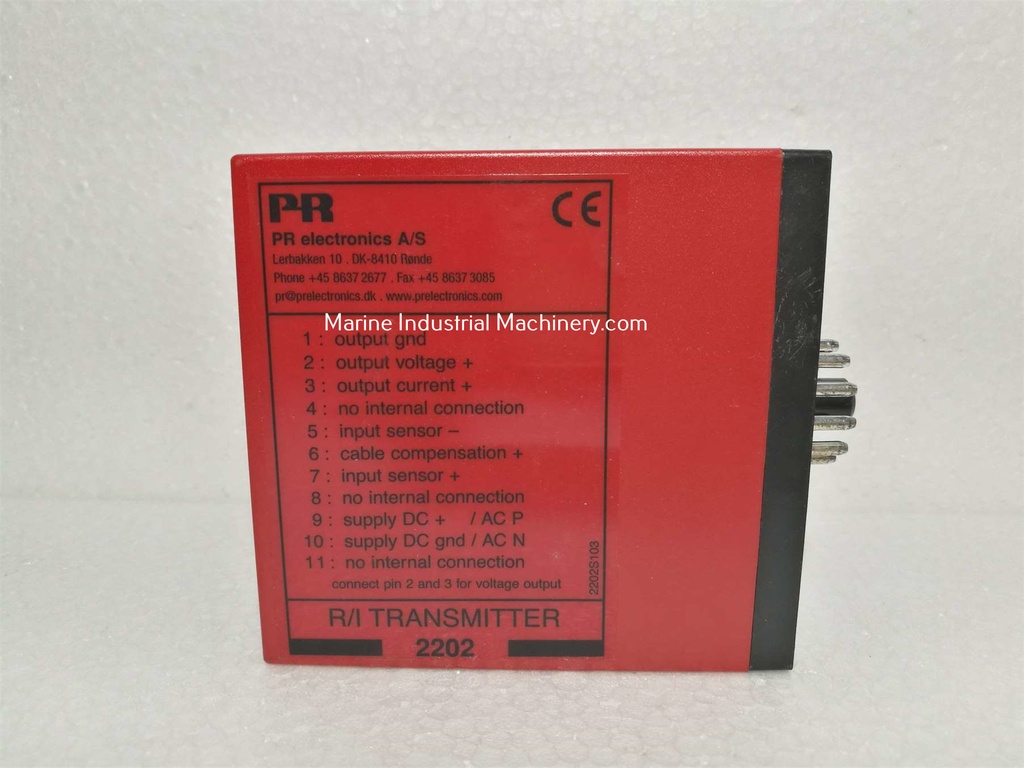 PR
CE
PR electronics A/S
Lerbakken 10 . DK-8410 Rønde
Phone +45 8637 2677 . Fax +45 8637 3085
pr@prelectronics.dk . www.prelectronics.com
Marine Industrial Machinery.com
1 : output gnd
2 : output voltage +
3 : output current +
4 : no internal connection
5 : input sensor –
6 : cable compensation +
7 : input sensor +
8 : no internal connection
9 : supply DC + / AC P
10 : supply DC gnd / AC N
11 : no internal connection
connect pin 2 and 3 for voltage output
2202S103
R/I TRANSMITTER
2202